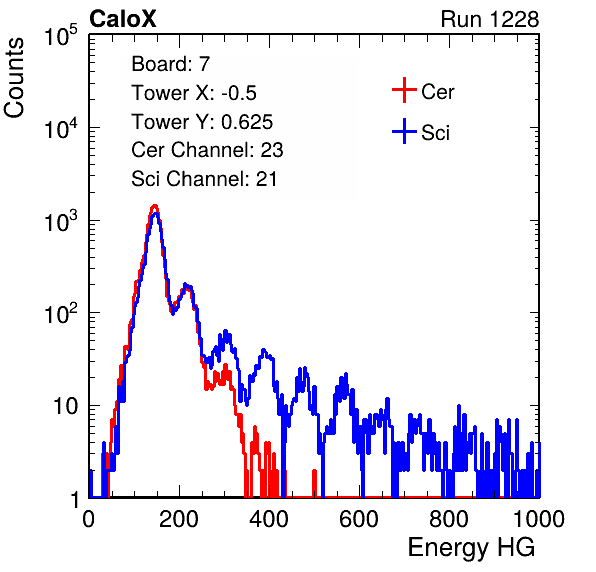 CaloX Run 1228
10^5
Board: 7
Tower X: -0.5
Tower Y: 0.625
Cer Channel: 23
Sci Channel: 21
Cer
Sci
Counts
10^4
10^3
10^2
10
1
0 200 400 600 800 1000
Energy HG